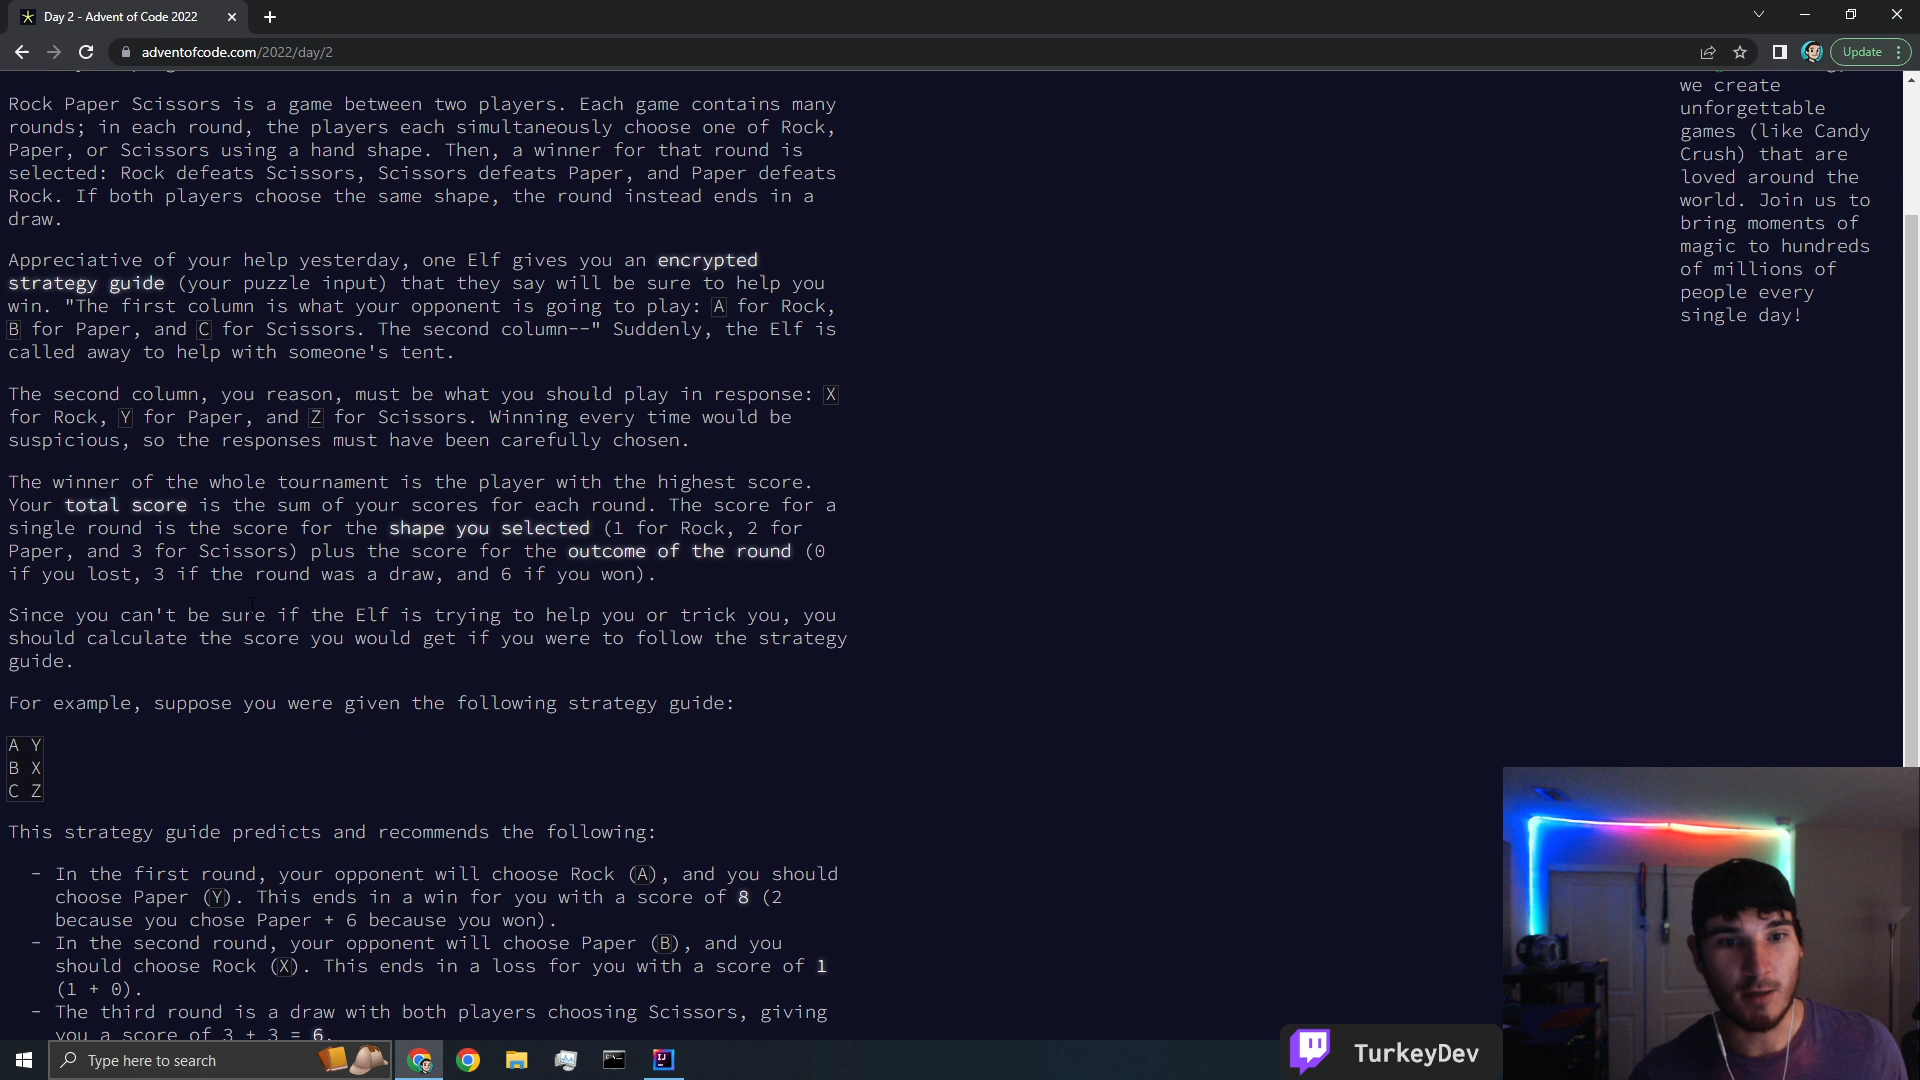 Day 2 - Advent of Code 2022
adventofcode.com/2022/day/2
Update
Rock Paper Scissors is a game between two players. Each game contains many
rounds; in each round, the players each simultaneously choose one of Rock,
Paper, or Scissors using a hand shape. Then, a winner for that round is
selected: Rock defeats Scissors, Scissors defeats Paper, and Paper defeats
Rock. If both players choose the same shape, the round instead ends in a
draw.
Appreciative of your help yesterday, one Elf gives you an encrypted
strategy guide (your puzzle input) that they say will be sure to help you
win. "The first column is what your opponent is going to play: A for Rock,
B for Paper, and C for Scissors. The second column--" Suddenly, the Elf is
called away to help with someone's tent.
The second column, you reason, must be what you should play in response: X
for Rock, Y for Paper, and Z for Scissors. Winning every time would be
suspicious, so the responses must have been carefully chosen.
The winner of the whole tournament is the player with the highest score.
Your total score is the sum of your scores for each round. The score for a
single round is the score for the shape you selected (1 for Rock, 2 for
Paper, and 3 for Scissors) plus the score for the outcome of the round (0
if you lost, 3 if the round was a draw, and 6 if you won).
Since you can't be sure if the Elf is trying to help you or trick you, you
should calculate the score you would get if you were to follow the strategy
guide.
For example, suppose you were given the following strategy guide:
A Y
B X
C Z
This strategy guide predicts and recommends the following:
- In the first round, your opponent will choose Rock (A), and you should
choose Paper (Y). This ends in a win for you with a score of 8 (2
because you chose Paper + 6 because you won).
- In the second round, your opponent will choose Paper (B), and you
should choose Rock (X). This ends in a loss for you with a score of 1
(1 + 0).
- The third round is a draw with both players choosing Scissors, giving
you a score of 3 + 3 = 6.
we create
unforgettable
games (like Candy
Crush) that are
loved around the
world. Join us to
bring moments of
magic to hundreds
of millions of
people every
single day!
TurkeyDev
Type here to search